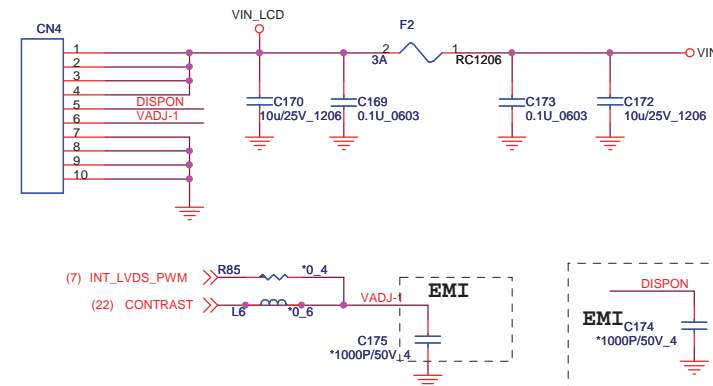 VIN_LCD
CN4
F2
1
2
3
4
5
6
7
8
9
10
DISPON
VADJ-1
2
3A
1
RC1206
VIN
C170
10u/25V_1206
C169
0.1U_0603
C173
0.1U_0603
C172
10u/25V_1206
(7) INT_LVDS_PWM
R85
*0_4
(22) CONTRAST
L6
*0_6
VADJ-1
EMI
C175
*1000P/50V_4
DISPON
EMI
C174
*1000P/50V_4